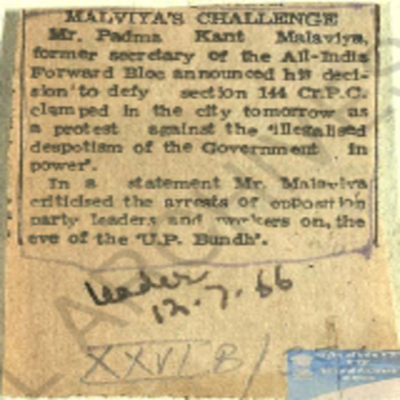 MALVIYA'S CHALLENGE
Mr. Padma Kant Malaviya,
former secretary of the All-India
Forward Bloc announced his deci-
sion to defy section 144 Cr.P.C.
clamped in the city tomorrow as
a protest against the 'illegalised
despotism of the Government in
power'.
In a statement Mr. Malaviya
criticised the arrests of opposition
party leaders and workers on, the
eve of the 'U.P. Bundh'.
Leader
12.7.66
XXVI B/